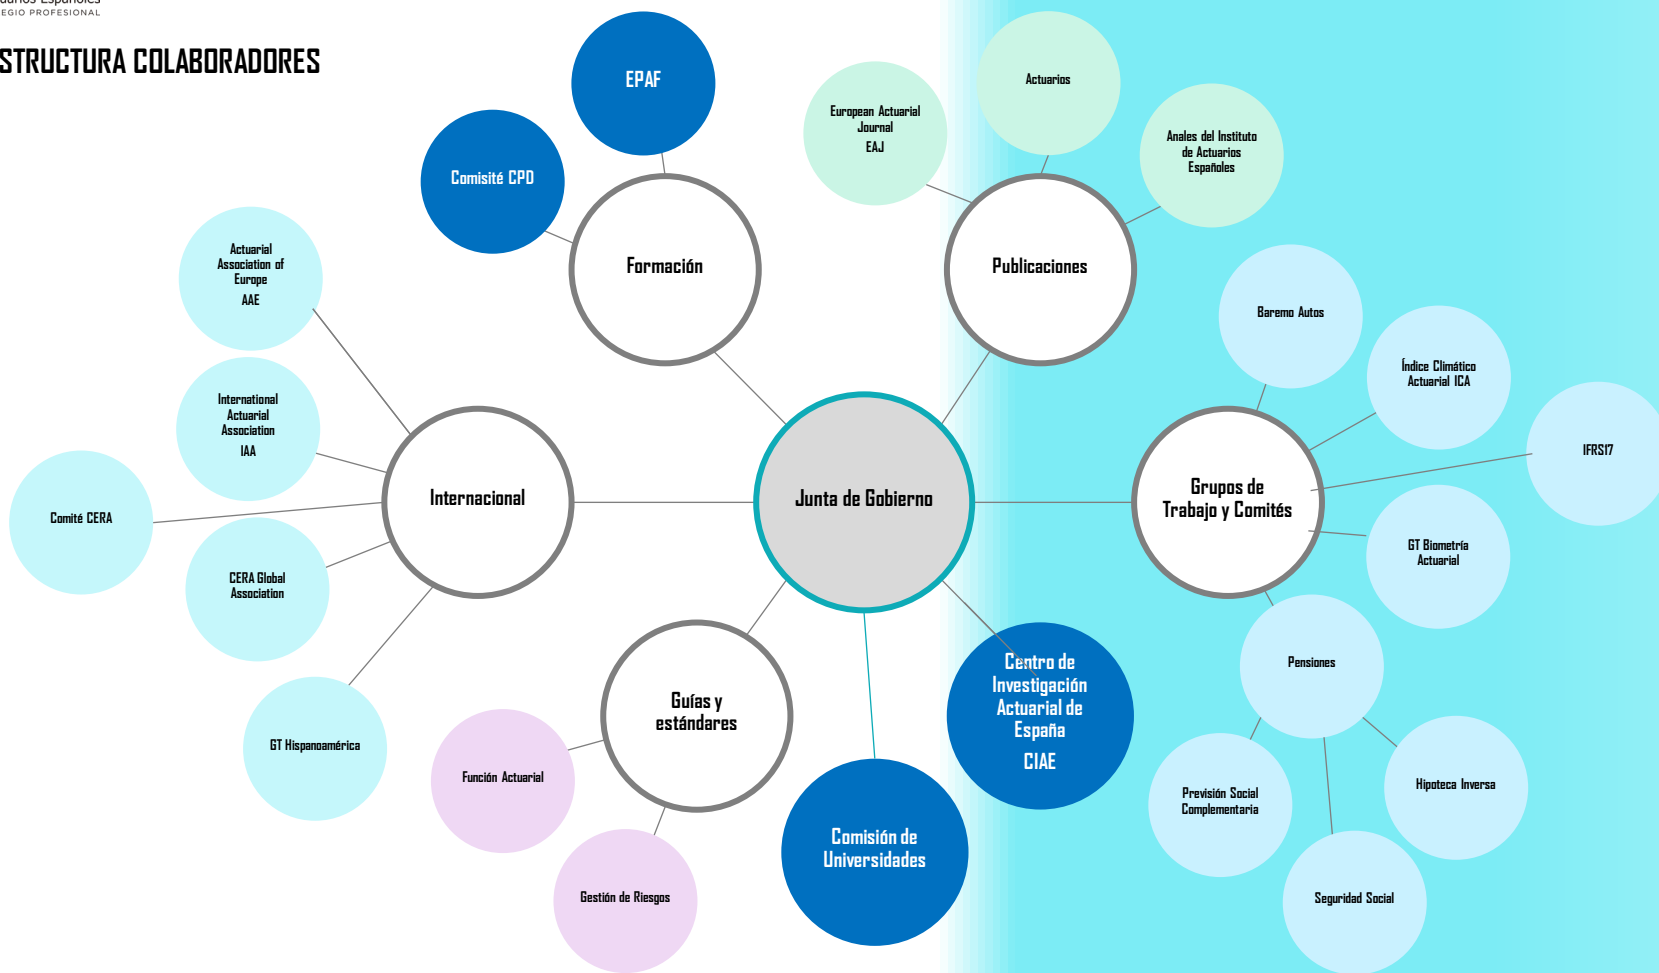 EGIO PROFESIONAL
STRUCTURA COLABORADORES
EPAF
Comisité CPD
Formación
European Actuarial
Journal
EAJ
Actuarios
Anales del Instituto
de Actuarios
Españoles
Publicaciones
Actuarial
Association of
Europe
AAE
International
Actuarial
Association
IAA
Comité CERA
CERA Global
Association
GT Hispanoamérica
Internacional
Junta de Gobierno
Grupos de
Trabajo y Comités
Baremo Autos
Índice Climático
Actuarial ICA
IFRS17
GT Biometría
Actuarial
Pensiones
Previsión Social
Complementaria
Hipoteca Inversa
Seguridad Social
Guías y
estándares
Función Actuarial
Gestión de Riesgos
Comisión de
Universidades
Centro de
Investigación
Actuarial de
España
CIAE